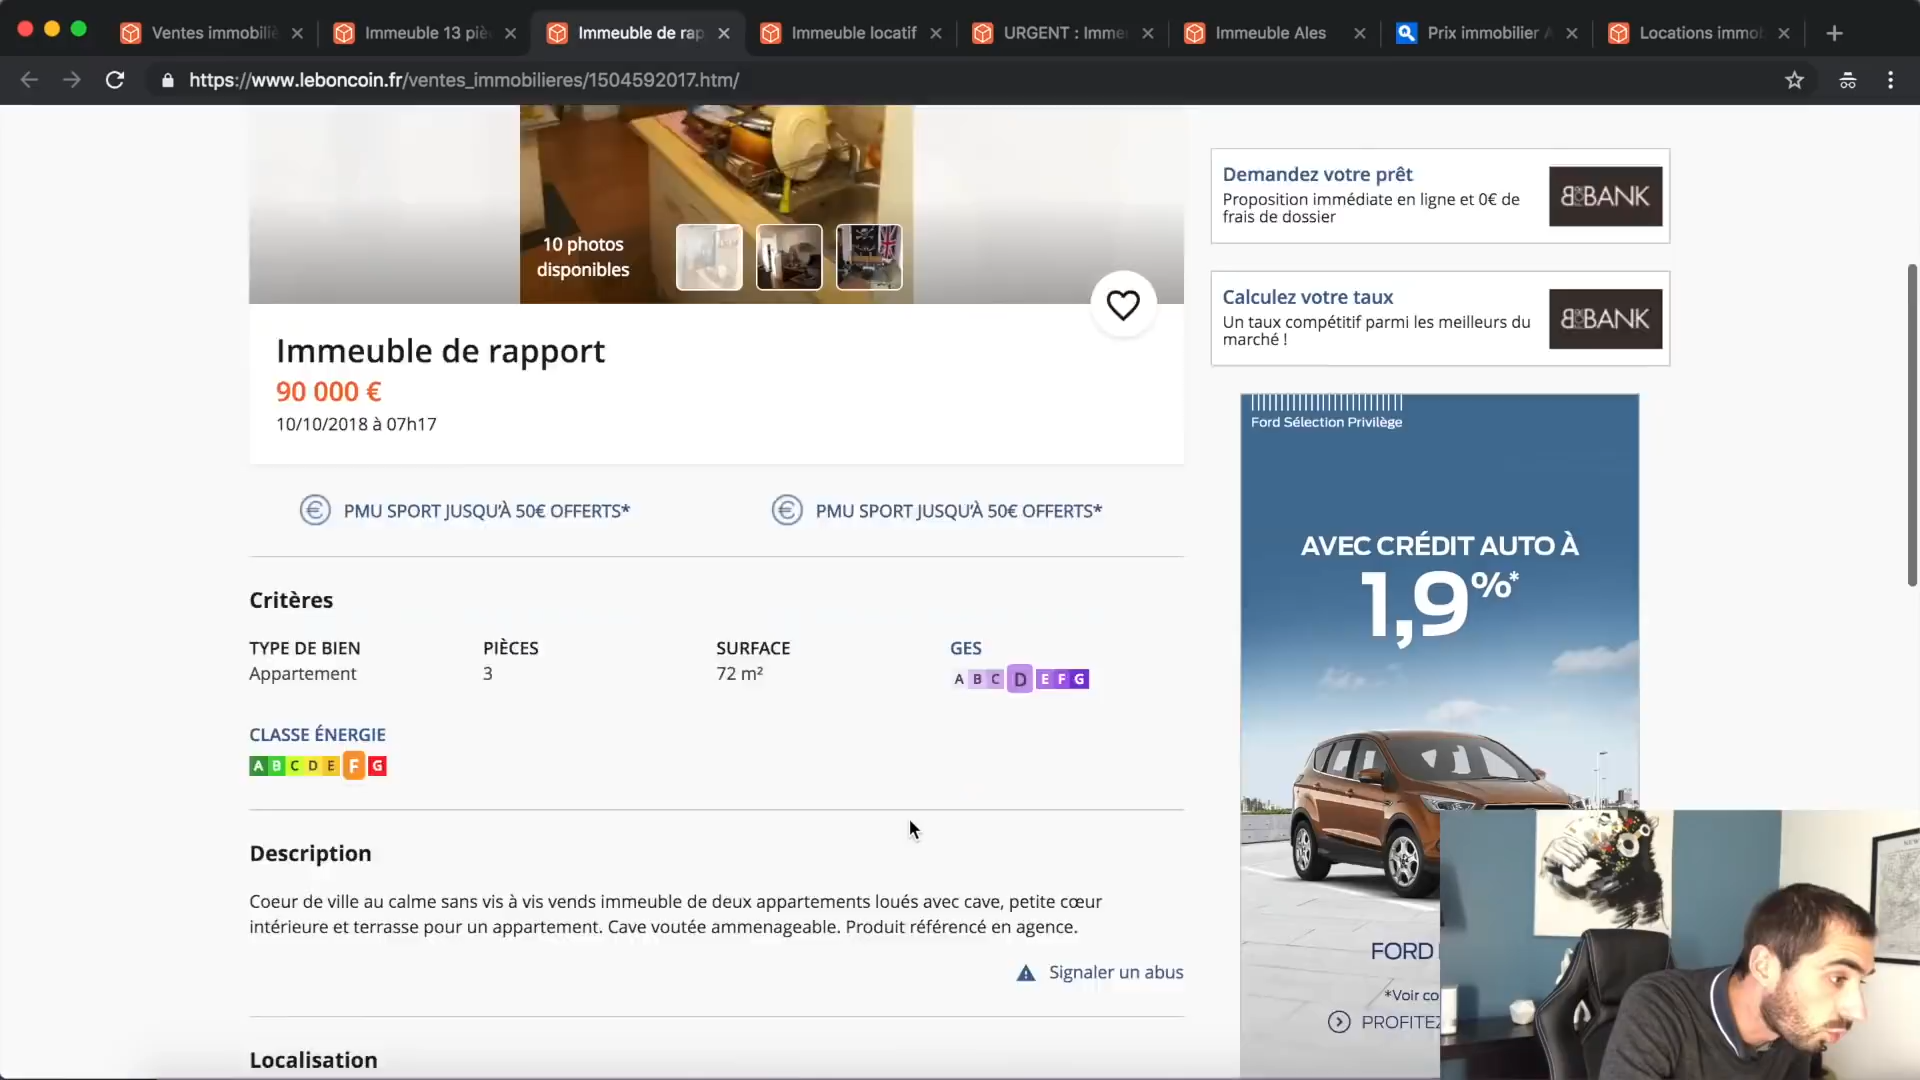 Ventes immobiliè
Immeuble 13 piè
Immeuble de rap
Immeuble locatif
URGENT : Imme
Immeuble Ales
Prix immobilier A
Locations immob
https://www.leboncoin.fr/ventes_immobilieres/1504592017.htm/
10 photos
disponibles
Demandez votre prêt
Proposition immédiate en ligne et 0€ de
frais de dossier
BforBANK
Calculez votre taux
Un taux compétitif parmi les meilleurs du
marché !
BforBANK
Immeuble de rapport
90 000 €
10/10/2018 à 07h17
PMU SPORT JUSQU'À 50€ OFFERTS*
PMU SPORT JUSQU'À 50€ OFFERTS*
Ford Sélection Privilège
AVEC CRÉDIT AUTO À
1,9%*
Critères
TYPE DE BIEN
Appartement
PIÈCES
3
SURFACE
72 m²
GES
A B C D E F G
CLASSE ÉNERGIE
A B C D E F G
Description
Coeur de ville au calme sans vis à vis vends immeuble de deux appartements loués avec cave, petite cœur
intérieure et terrasse pour un appartement. Cave voutée ammenageable. Produit référencé en agence.
Signaler un abus
FORD
*Voir co
PROFITEZ
Localisation